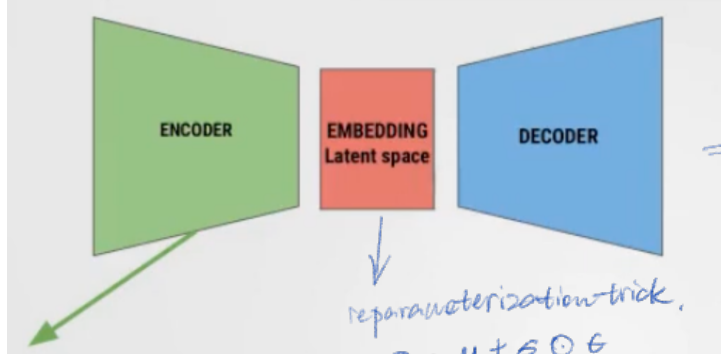 ENCODER
EMBEDDING
Latent space
DECODER
reparameterization trick.